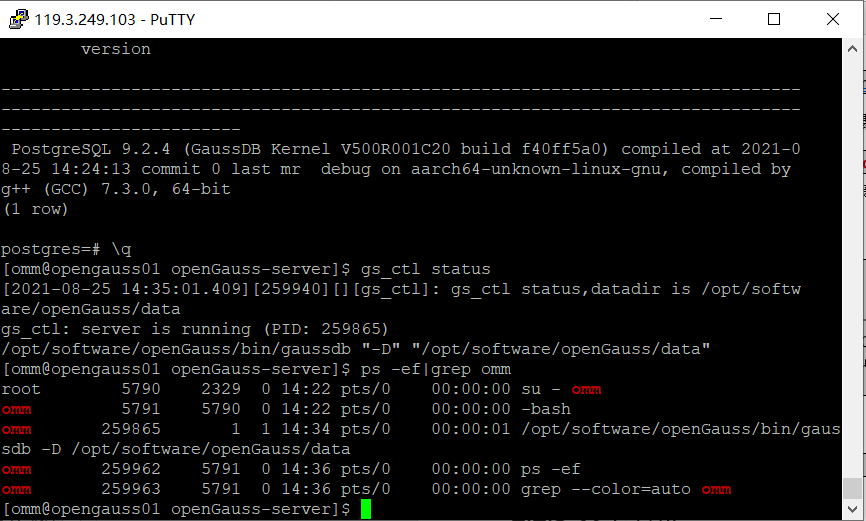 119.3.249.103 - PuTTY
version
--------------------------------------------------------------------------------
--------------------------------------------------------------------------------
------------------------
PostgreSQL 9.2.4 (GaussDB Kernel V500R001C20 build f40ff5a0) compiled at 2021-0
8-25 14:24:13 commit 0 last mr  debug on aarch64-unknown-linux-gnu, compiled by
g++ (GCC) 7.3.0, 64-bit
(1 row)
postgres=# \q
[omm@opengauss01 openGauss-server]$ gs_ctl status
[2021-08-25 14:35:01.409][259940][][gs_ctl]: gs_ctl status,datadir is /opt/softw
are/openGauss/data
gs_ctl: server is running (PID: 259865)
/opt/software/openGauss/bin/gaussdb "-D" "/opt/software/openGauss/data"
[omm@opengauss01 openGauss-server]$ ps -ef|grep omm
root        5790    2329  0 14:22 pts/0    00:00:00 su - omm
omm         5791    5790  0 14:22 pts/0    00:00:00 -bash
omm       259865       1  1 14:34 pts/0    00:00:01 /opt/software/openGauss/bin/gaus
sdb -D /opt/software/openGauss/data
omm       259962    5791  0 14:36 pts/0    00:00:00 ps -ef
omm       259963    5791  0 14:36 pts/0    00:00:00 grep --color=auto omm
[omm@opengauss01 openGauss-server]$